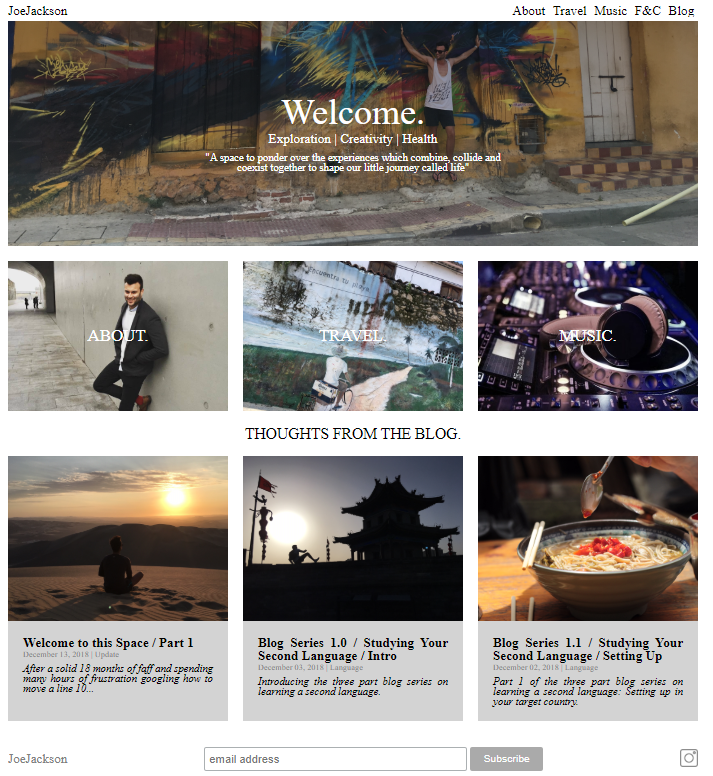 JoeJackson
About Travel Music F&C Blog
Welcome.
Exploration | Creativity | Health
"A space to ponder over the experiences which combine, collide and
coexist together to shape our little journey called life"
ABOUT.
TRAVEL.
MUSIC.
THOUGHTS FROM THE BLOG.
Welcome to this Space / Part 1
December 13, 2018 | Update
After a solid 18 months of faff and spending
many hours of frustration googling how to
move a line 10...
Blog Series 1.0 / Studying Your
Second Language / Intro
December 03, 2018 | Language
Introducing the three part blog series on
learning a second language.
Blog Series 1.1 / Studying Your
Second Language / Setting Up
December 02, 2018 | Language
Part 1 of the three part blog series on
learning a second language: Setting up in
your target country.
JoeJackson
email address
Subscribe